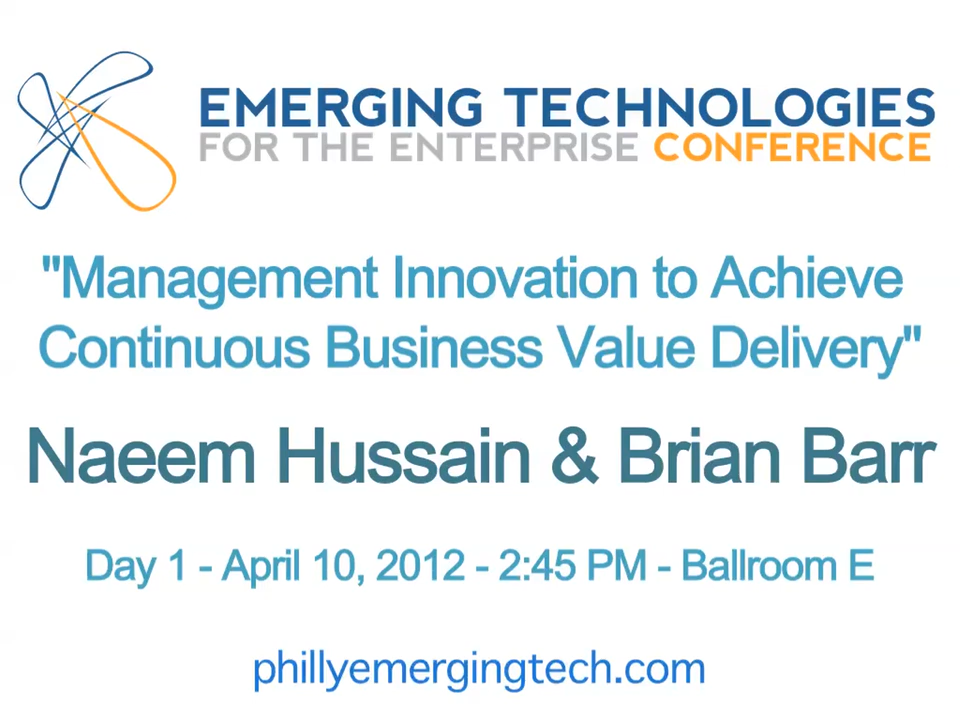 EMERGING TECHNOLOGIES
FOR THE ENTERPRISE CONFERENCE
"Management Innovation to Achieve
Continuous Business Value Delivery"
Naeem Hussain & Brian Barr
Day 1 - April 10, 2012 - 2:45 PM - Ballroom E
phillyemergingtech.com